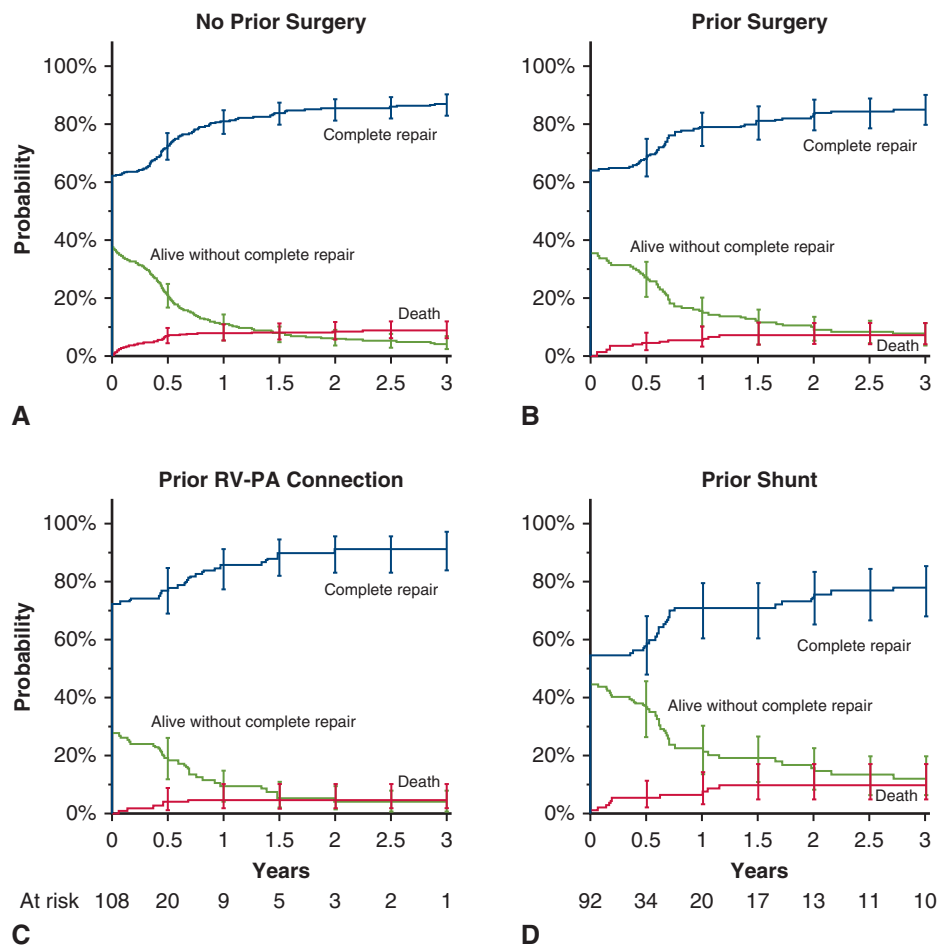 No Prior Surgery
100%
80%
60%
40%
20%
0%
Probability
Complete repair
Alive without complete repair
Death
0 0.5 1 1.5 2 2.5 3
A
Prior Surgery
100%
80%
60%
40%
20%
0%
Complete repair
Alive without complete repair
Death
0 0.5 1 1.5 2 2.5 3
B
Prior RV-PA Connection
100%
80%
60%
40%
20%
0%
Probability
Complete repair
Alive without complete repair
Death
0 0.5 1 1.5 2 2.5 3
Years
At risk 108 20 9 5 3 2 1
C
Prior Shunt
100%
80%
60%
40%
20%
0%
Complete repair
Alive without complete repair
Death
0 0.5 1 1.5 2 2.5 3
Years
92 34 20 17 13 11 10
D